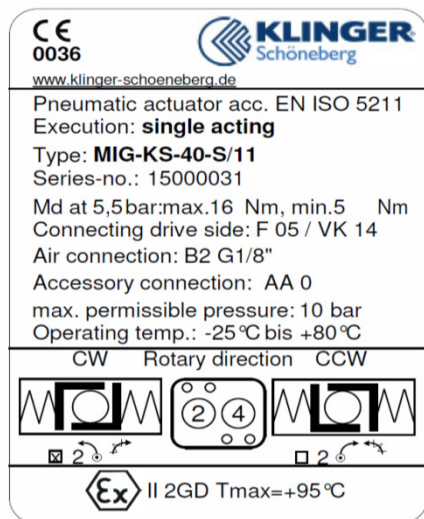 CE
0036
KLINGER
Schöneberg
www.klinger-schoeneberg.de
Pneumatic actuator acc. EN ISO 5211
Execution: single acting
Type: MIG-KS-40-S/11
Series-no.: 15000031
Md at 5,5bar:max.16 Nm, min.5 Nm
Connecting drive side: F 05 / VK 14
Air connection: B2 G1/8"
Accessory connection: AA 0
max. permissible pressure: 10 bar
Operating temp.: -25°C bis +80°C
CW Rotary direction CCW
2 4
☒ 2 ☐ 2
Ex II 2GD Tmax=+95°C